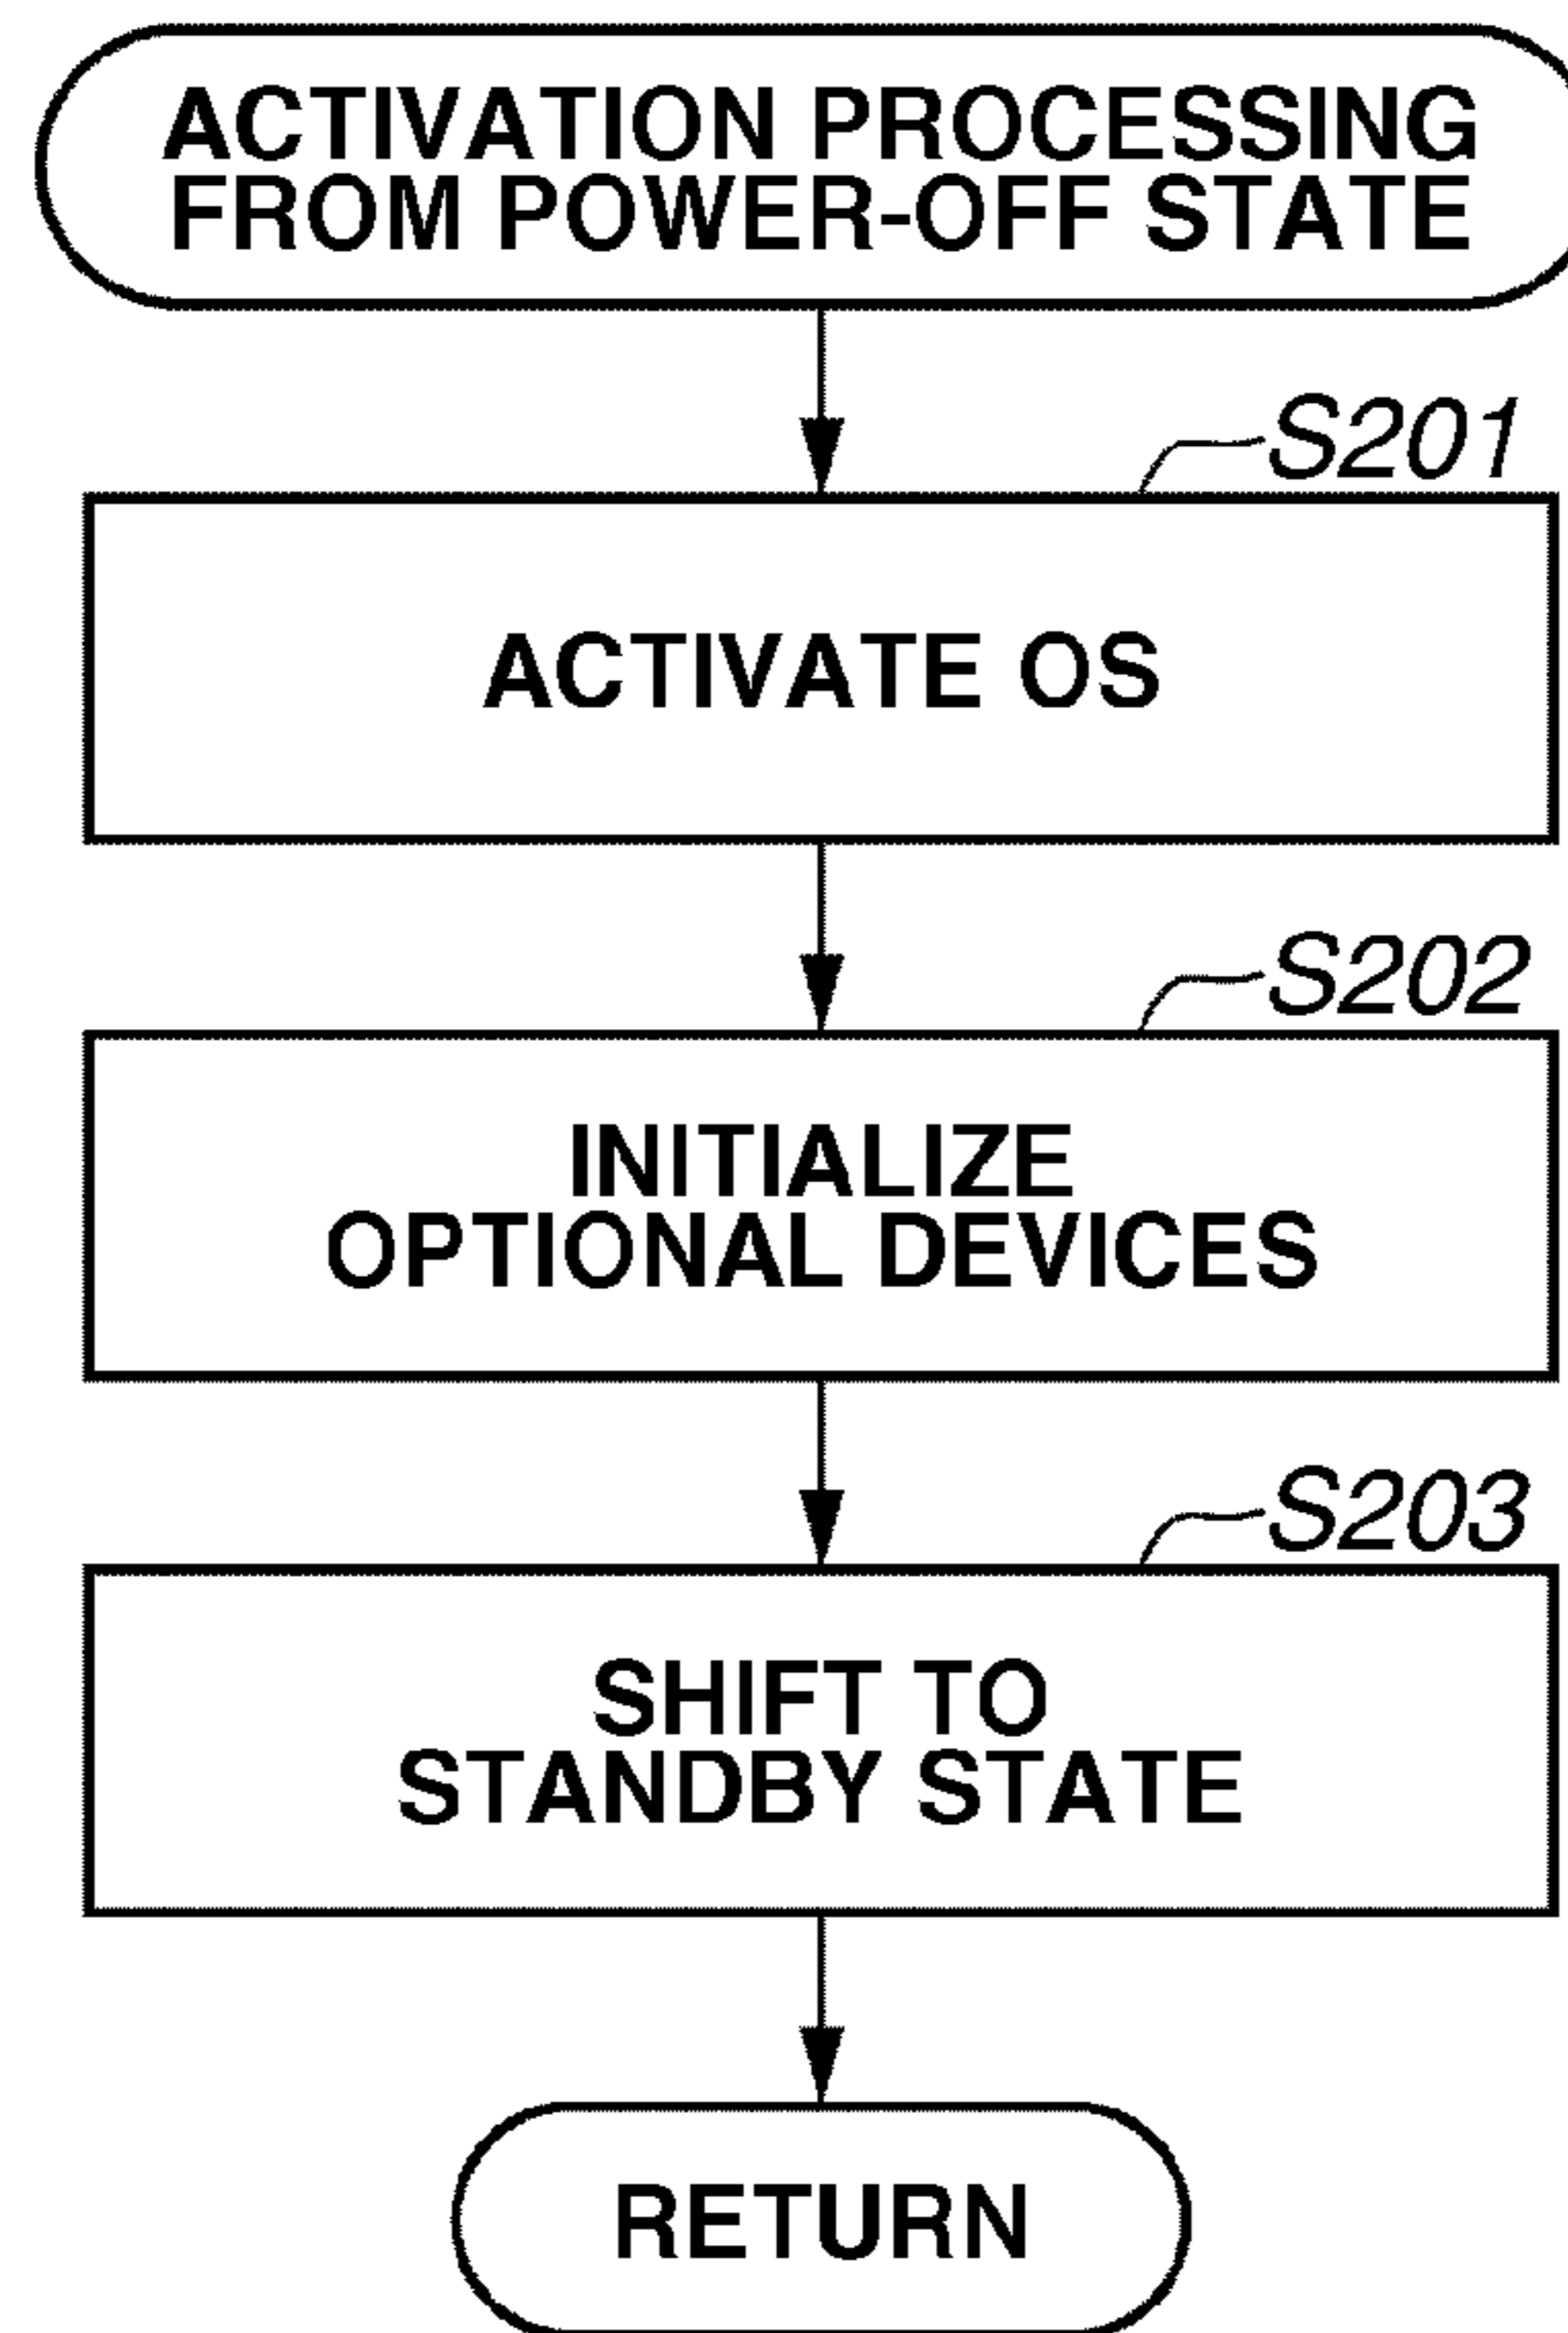 ACTIVATION PROCESSING
FROM POWER-OFF STATE
S201
ACTIVATE OS
S202
INITIALIZE
OPTIONAL DEVICES
S203
SHIFT TO
STANDBY STATE
RETURN